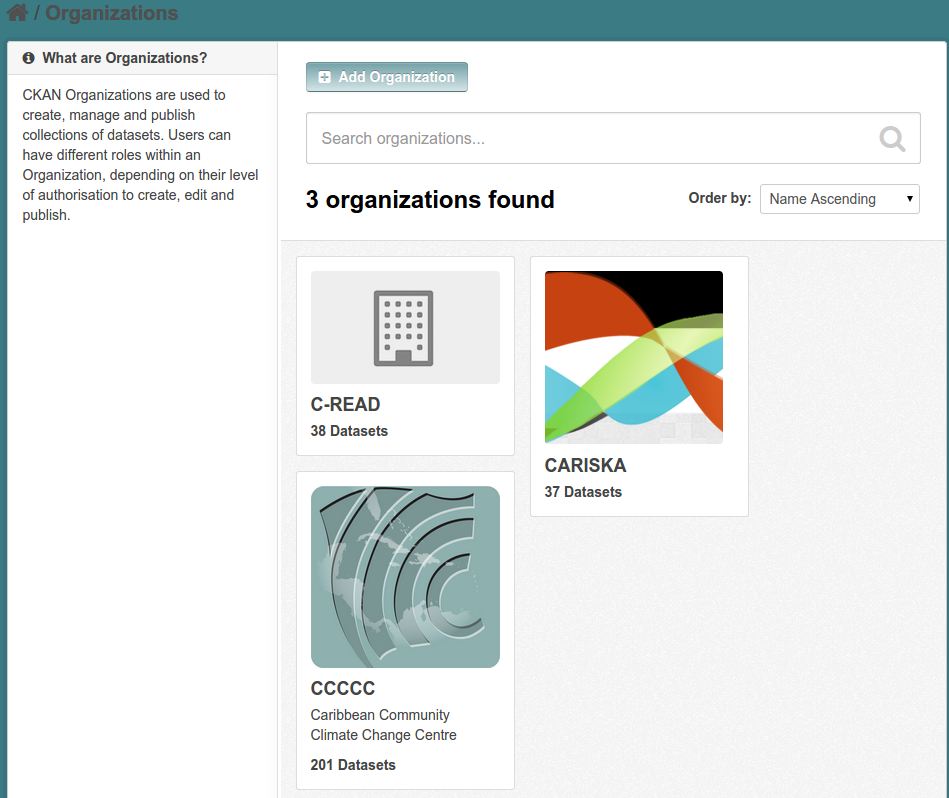 / Organizations
What are Organizations?
CKAN Organizations are used to
create, manage and publish
collections of datasets. Users can
have different roles within an
Organization, depending on their level
of authorisation to create, edit and
publish.
Add Organization
Search organizations...
3 organizations found
Order by:
Name Ascending
C-READ
38 Datasets
CARISKA
37 Datasets
CCCCC
Caribbean Community
Climate Change Centre
201 Datasets